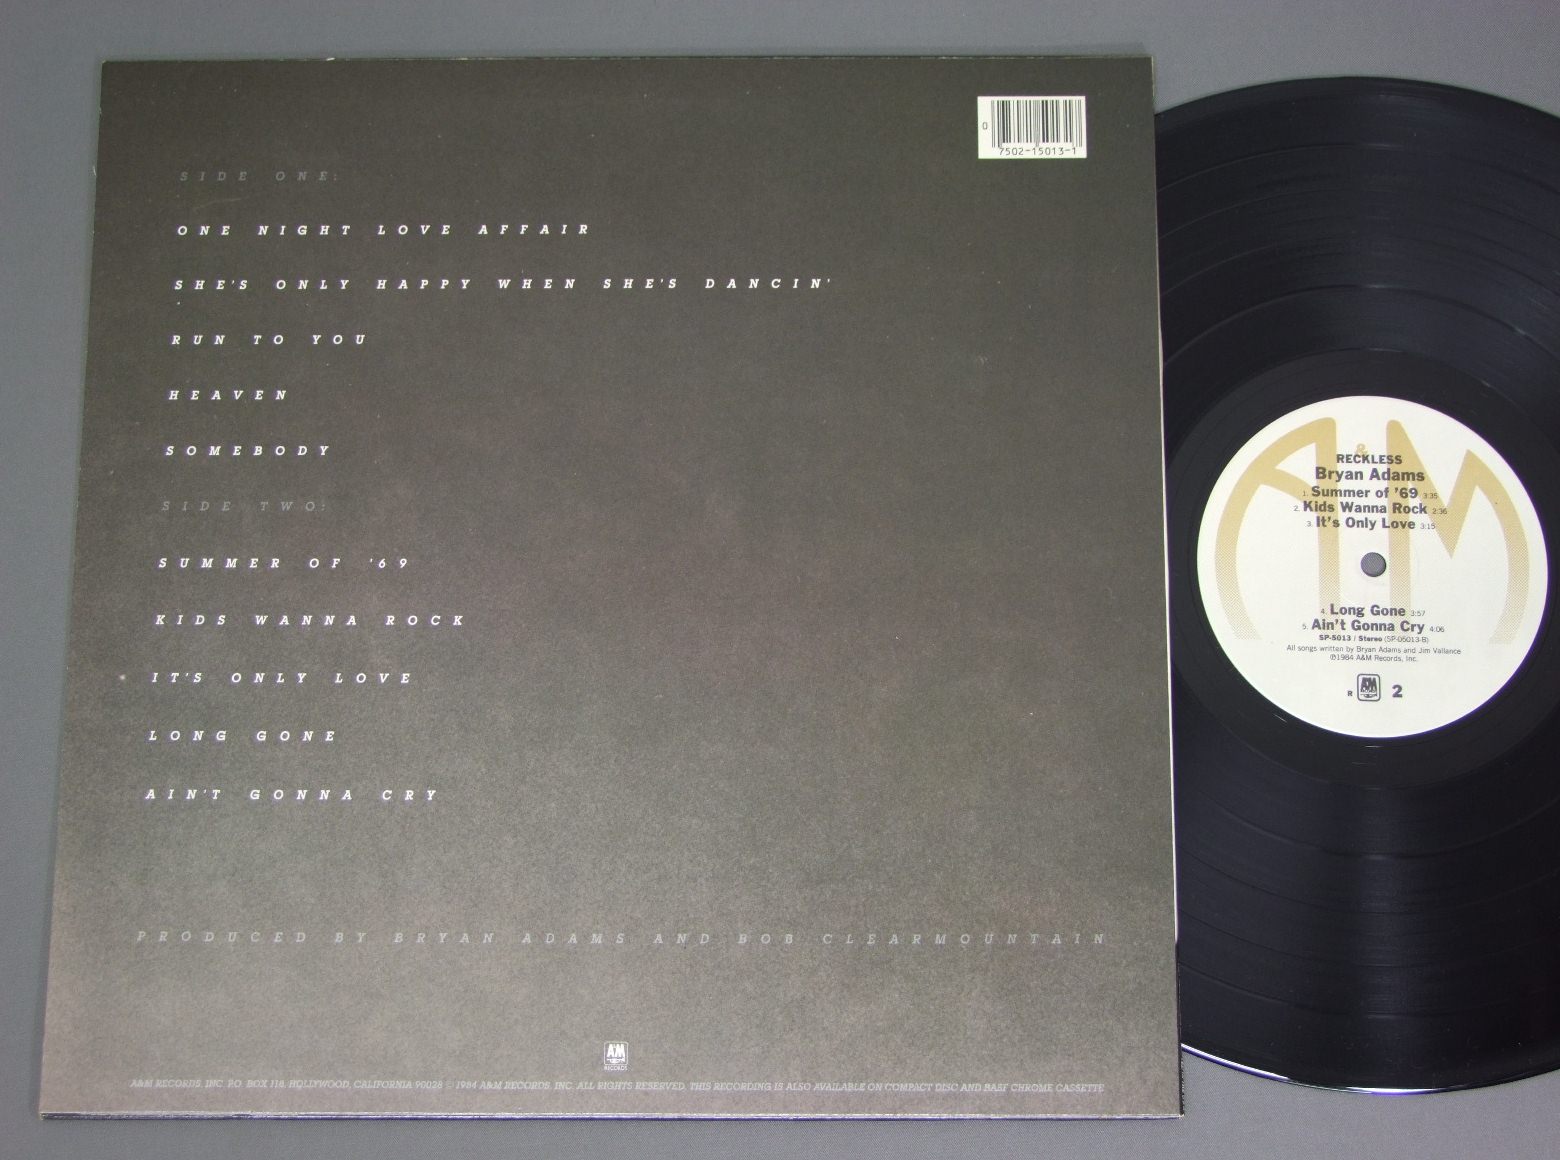 0
7502-15013-1
SIDE ONE:
ONE NIGHT LOVE AFFAIR
SHE'S ONLY HAPPY WHEN SHE'S DANCIN'
RUN TO YOU
HEAVEN
SOMEBODY
SIDE TWO:
SUMMER OF '69
KIDS WANNA ROCK
IT'S ONLY LOVE
LONG GONE
AIN'T GONNA CRY
PRODUCED BY BRYAN ADAMS AND BOB CLEARMOUNTAIN
A&M
RECORDS
A&M RECORDS, INC. P.O. BOX 118, HOLLYWOOD, CALIFORNIA 90028 © 1984 A&M RECORDS, INC. ALL RIGHTS RESERVED. THIS RECORDING IS ALSO AVAILABLE ON COMPACT DISC AND BASF CHROME CASSETTE
A&M
RECKLESS
Bryan Adams
1. Summer of '69 3:35
2. Kids Wanna Rock 2:36
3. It's Only Love 3:15
4. Long Gone 3:57
5. Ain't Gonna Cry 4:06
SP-5013 / Stereo (SP-05013-B)
All songs written by Bryan Adams and Jim Vallance
℗1984 A&M Records, Inc.
R A&M 2